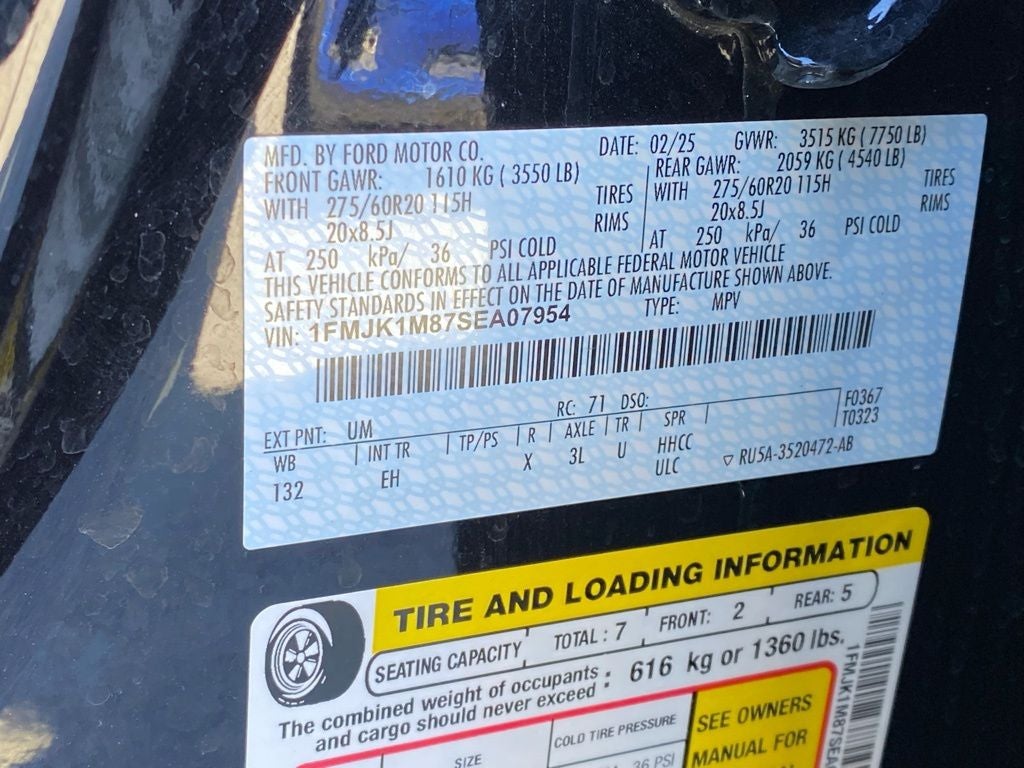 MFD. BY FORD MOTOR CO. DATE: 02/25 GVWR: 3515 KG ( 7750 LB)
FRONT GAWR: 1610 KG ( 3550 LB) REAR GAWR: 2059 KG ( 4540 LB)
WITH 275/60R20 115H TIRES WITH 275/60R20 115H TIRES
20x8.5J RIMS 20x8.5J RIMS
AT 250 kPa/ 36 PSI COLD AT 250 kPa/ 36 PSI COLD
THIS VEHICLE CONFORMS TO ALL APPLICABLE FEDERAL MOTOR VEHICLE
SAFETY STANDARDS IN EFFECT ON THE DATE OF MANUFACTURE SHOWN ABOVE.
VIN: 1FMJK1M87SEA07954 TYPE: MPV
EXT PNT: UM RC: 71 DSO: F0367
WB INT TR TP/PS R AXLE TR SPR T0323
132 EH X 3L U HHCC
ULC ▽ RU5A-3520472-AB
TIRE AND LOADING INFORMATION
SEATING CAPACITY TOTAL : 7 FRONT: 2 REAR: 5
The combined weight of occupants : 616 kg or 1360 lbs.
and cargo should never exceed
SIZE COLD TIRE PRESSURE SEE OWNERS
36 PSI MANUAL FOR
1FMJK1M87SEA